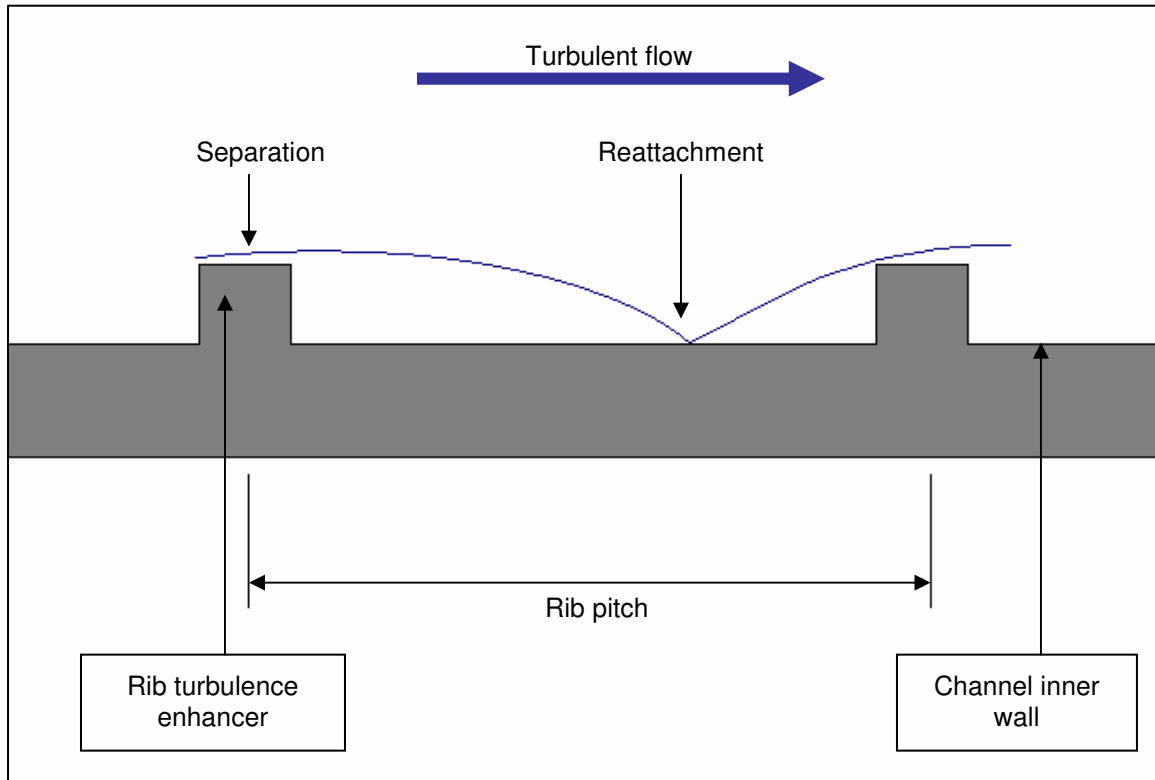 Turbulent flow
Separation
Reattachment
Rib pitch
Rib turbulence
enhancer
Channel inner
wall